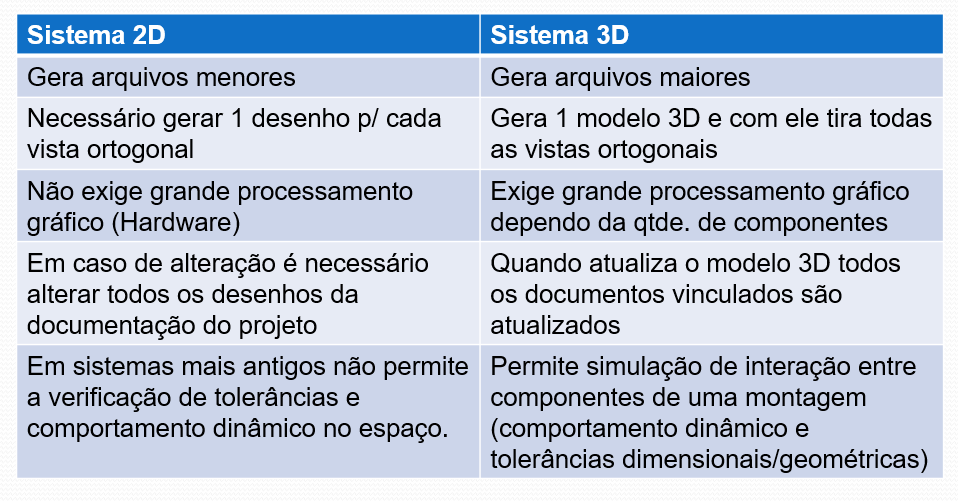 Sistema 2D
Sistema 3D
Gera arquivos menores
Gera arquivos maiores
Necessário gerar 1 desenho p/ cada
vista ortogonal
Gera 1 modelo 3D e com ele tira todas
as vistas ortogonais
Não exige grande processamento
gráfico (Hardware)
Exige grande processamento gráfico
dependo da qtde. de componentes
Em caso de alteração é necessário
alterar todos os desenhos da
documentação do projeto
Quando atualiza o modelo 3D todos
os documentos vinculados são
atualizados
Em sistemas mais antigos não permite
a verificação de tolerâncias e
comportamento dinâmico no espaço.
Permite simulação de interação entre
componentes de uma montagem
(comportamento dinâmico e
tolerâncias dimensionais/geométricas)